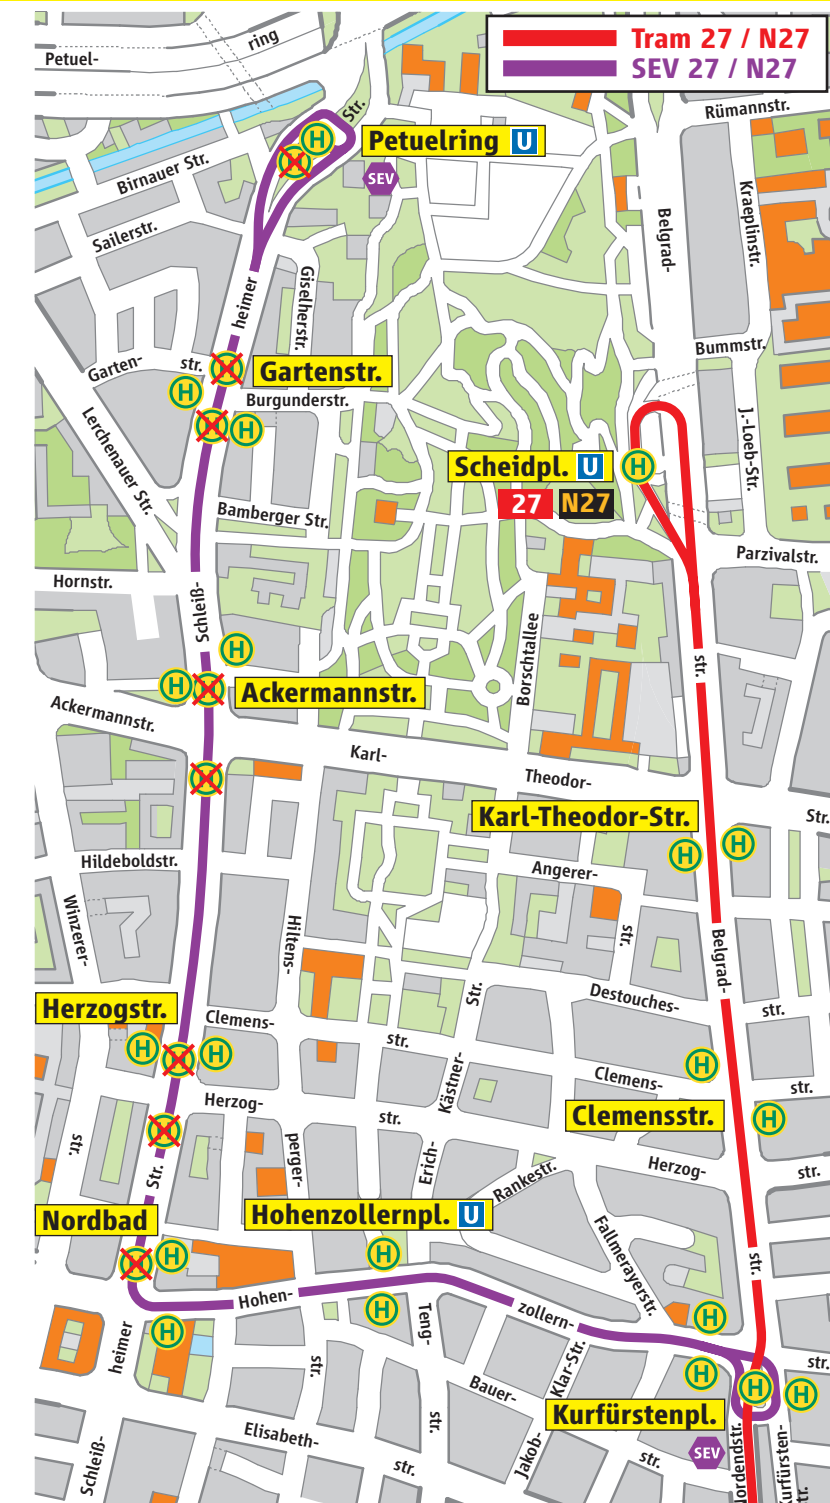 Tram 27 / N27
SEV 27 / N27
Petuel-
ring
Str.
Rümannstr.
Petuelring U
H
SEV
Birnauer Str.
Kraeplinstr.
Sailerstr.
Belgrad-
heimer
Giselherstr.
Bummstr.
Garten-
str.
Gartenstr.
H
Burgunderstr.
H
Lerchenauer Str.
J.-Loeb-Str.
Scheidpl. U
H
27 N27
Bamberger Str.
Parzivalstr.
Hornstr.
Schleiß-
Borschtallee
str.
H
H
Ackermannstr.
Ackermannstr.
Karl-
Theodor-
Str.
Karl-Theodor-Str.
H
H
Hildeboldstr.
Angerer-
str.
Winzerer-
Hiltens-
Belgrad-
Str.
Destouches-
str.
Herzogstr.
Clemens-
str.
H
H
H
Kästner-
Clemens-
str.
Herzog-
str.
Clemensstr.
H
str.
perger-
Erich-
Rankestr.
Herzog-
str.
Str.
Nordbad
Hohenzollernpl. U
Fallmererstr.
H
H
str.
Hohen-
H
zollern-
H
H
heimer
Teng-
str.
Klar-Str.
str.
H
H
H
Bauer-
Kurfürstenpl.
Elisabeth-
str.
str.
Jakob-
str.
SEV
Schleiß-
Kurfürsten-